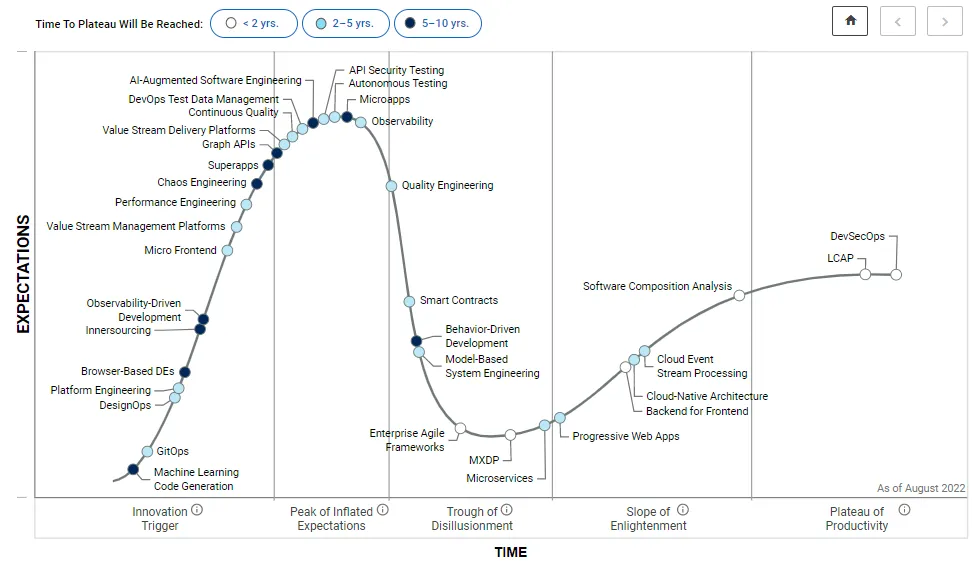 Time To Plateau Will Be Reached:
< 2 yrs.
2–5 yrs.
5–10 yrs.
EXPECTATIONS
AI-Augmented Software Engineering
DevOps Test Data Management
Continuous Quality
Value Stream Delivery Platforms
Graph APIs
Superapps
Chaos Engineering
Performance Engineering
Value Stream Management Platforms
Micro Frontend
Observability-Driven
Development
Innersourcing
Browser-Based DEs
Platform Engineering
DesignOps
GitOps
Machine Learning
Code Generation
API Security Testing
Autonomous Testing
Microapps
Observability
Quality Engineering
Smart Contracts
Behavior-Driven
Development
Model-Based
System Engineering
Enterprise Agile
Frameworks
MXDP
Microservices
Progressive Web Apps
Software Composition Analysis
Cloud Event
Stream Processing
Cloud-Native Architecture
Backend for Frontend
DevSecOps
LCAP
As of August 2022
Innovation
Trigger
Peak of Inflated
Expectations
Trough of
Disillusionment
Slope of
Enlightenment
Plateau of
Productivity
TIME